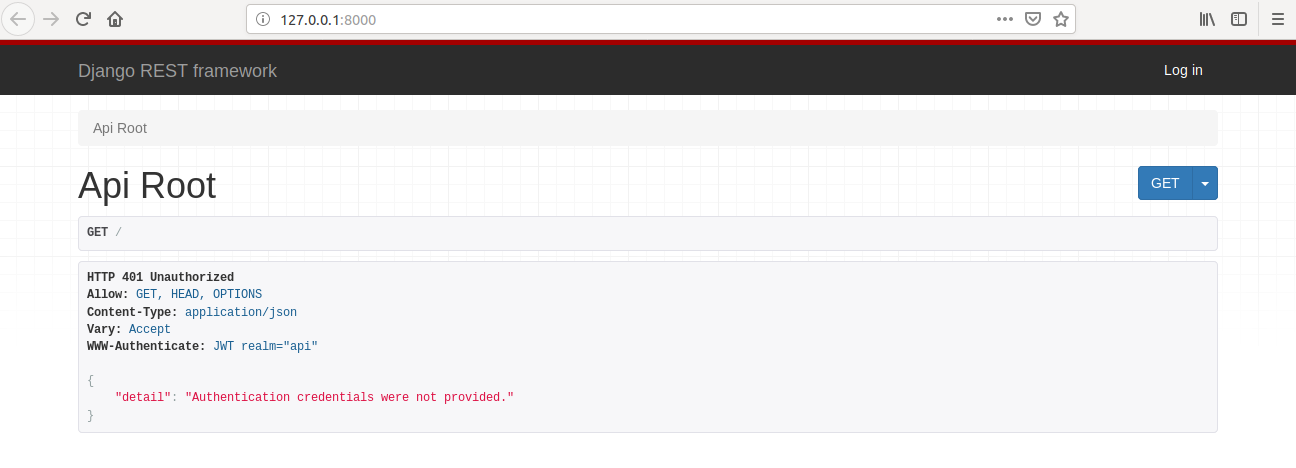 127.0.0.1:8000
Django REST framework
Log in
Api Root
Api Root
GET
GET /
HTTP 401 Unauthorized
Allow: GET, HEAD, OPTIONS
Content-Type: application/json
Vary: Accept
WWW-Authenticate: JWT realm="api"
{
    "detail": "Authentication credentials were not provided."
}